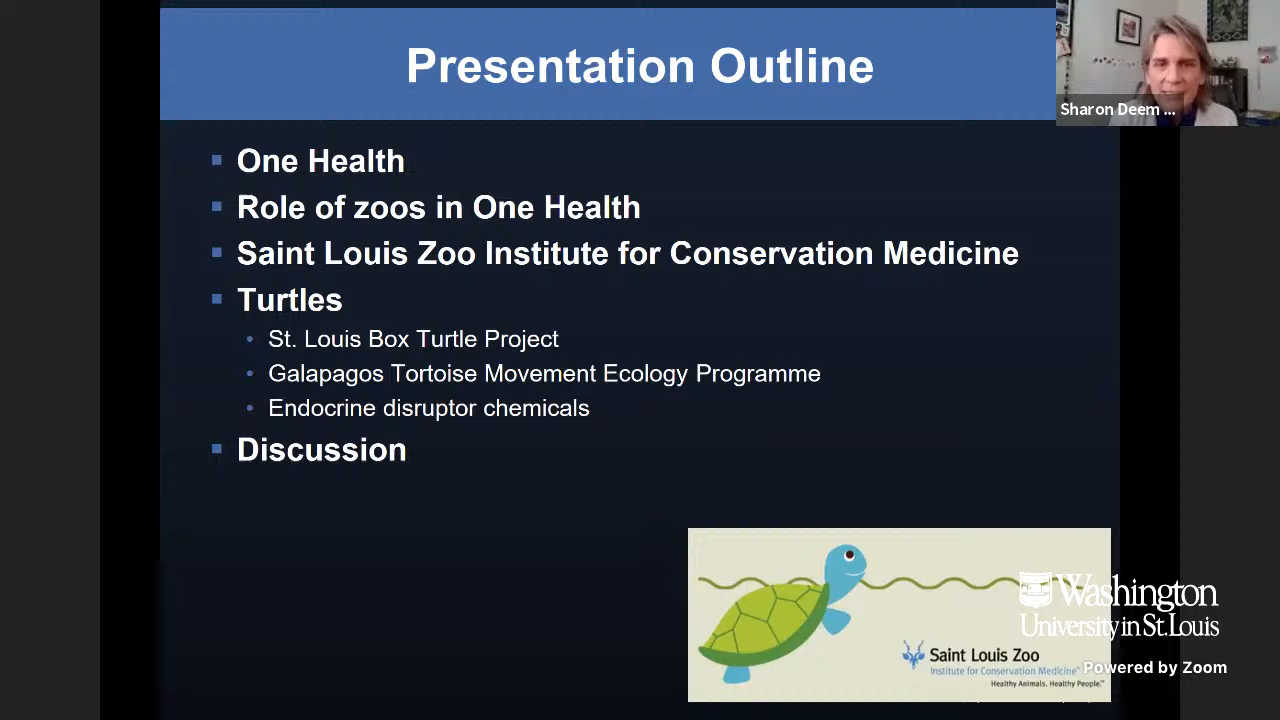 Presentation Outline
Sharon Deem ...
One Health
Role of zoos in One Health
Saint Louis Zoo Institute for Conservation Medicine
Turtles
St. Louis Box Turtle Project
Galapagos Tortoise Movement Ecology Programme
Endocrine disruptor chemicals
Discussion
Washington
University in St. Louis
Saint Louis Zoo
Institute for Conservation Medicine™
Healthy Animals. Healthy People.™
Powered by Zoom